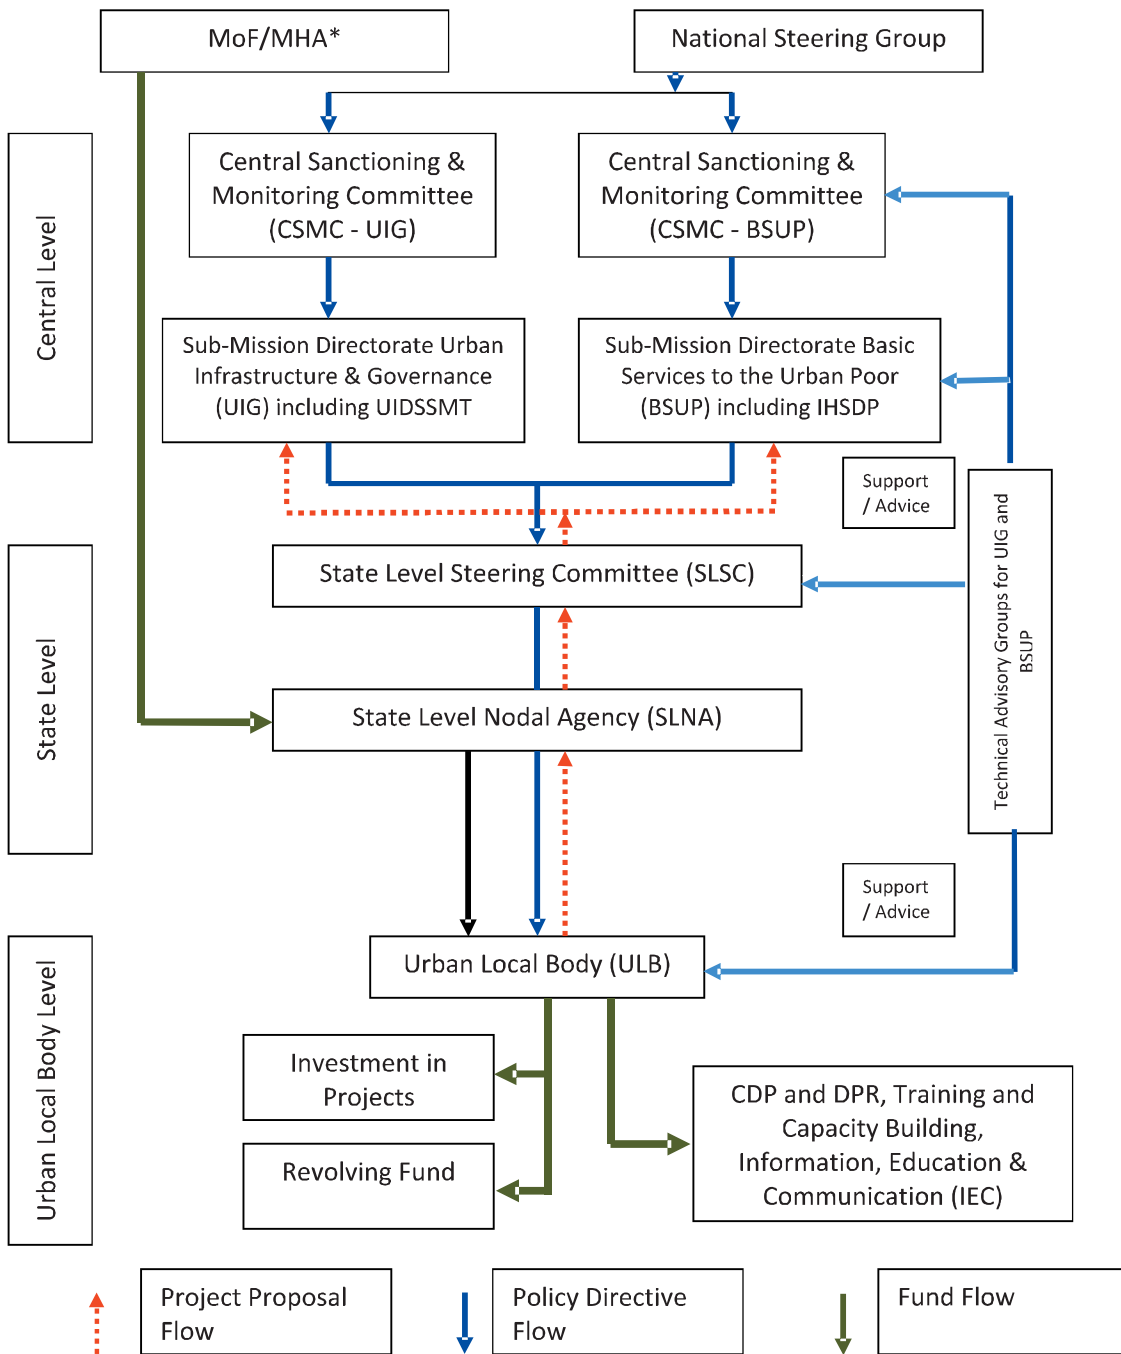 MoF/MHA*
National Steering Group
Central Level
Central Sanctioning &
Monitoring Committee
(CSMC - UIG)
Central Sanctioning &
Monitoring Committee
(CSMC - BSUP)
Sub-Mission Directorate Urban
Infrastructure & Governance
(UIG) including UIDSSMT
Sub-Mission Directorate Basic
Services to the Urban Poor
(BSUP) including IHSDP
Support
/ Advice
Technical Advisory Groups for UIG and
BSUP
State Level
State Level Steering Committee (SLSC)
State Level Nodal Agency (SLNA)
Support
/ Advice
Urban Local Body Level
Urban Local Body (ULB)
Investment in
Projects
Revolving Fund
CDP and DPR, Training and
Capacity Building,
Information, Education &
Communication (IEC)
Project Proposal
Flow
Policy Directive
Flow
Fund Flow